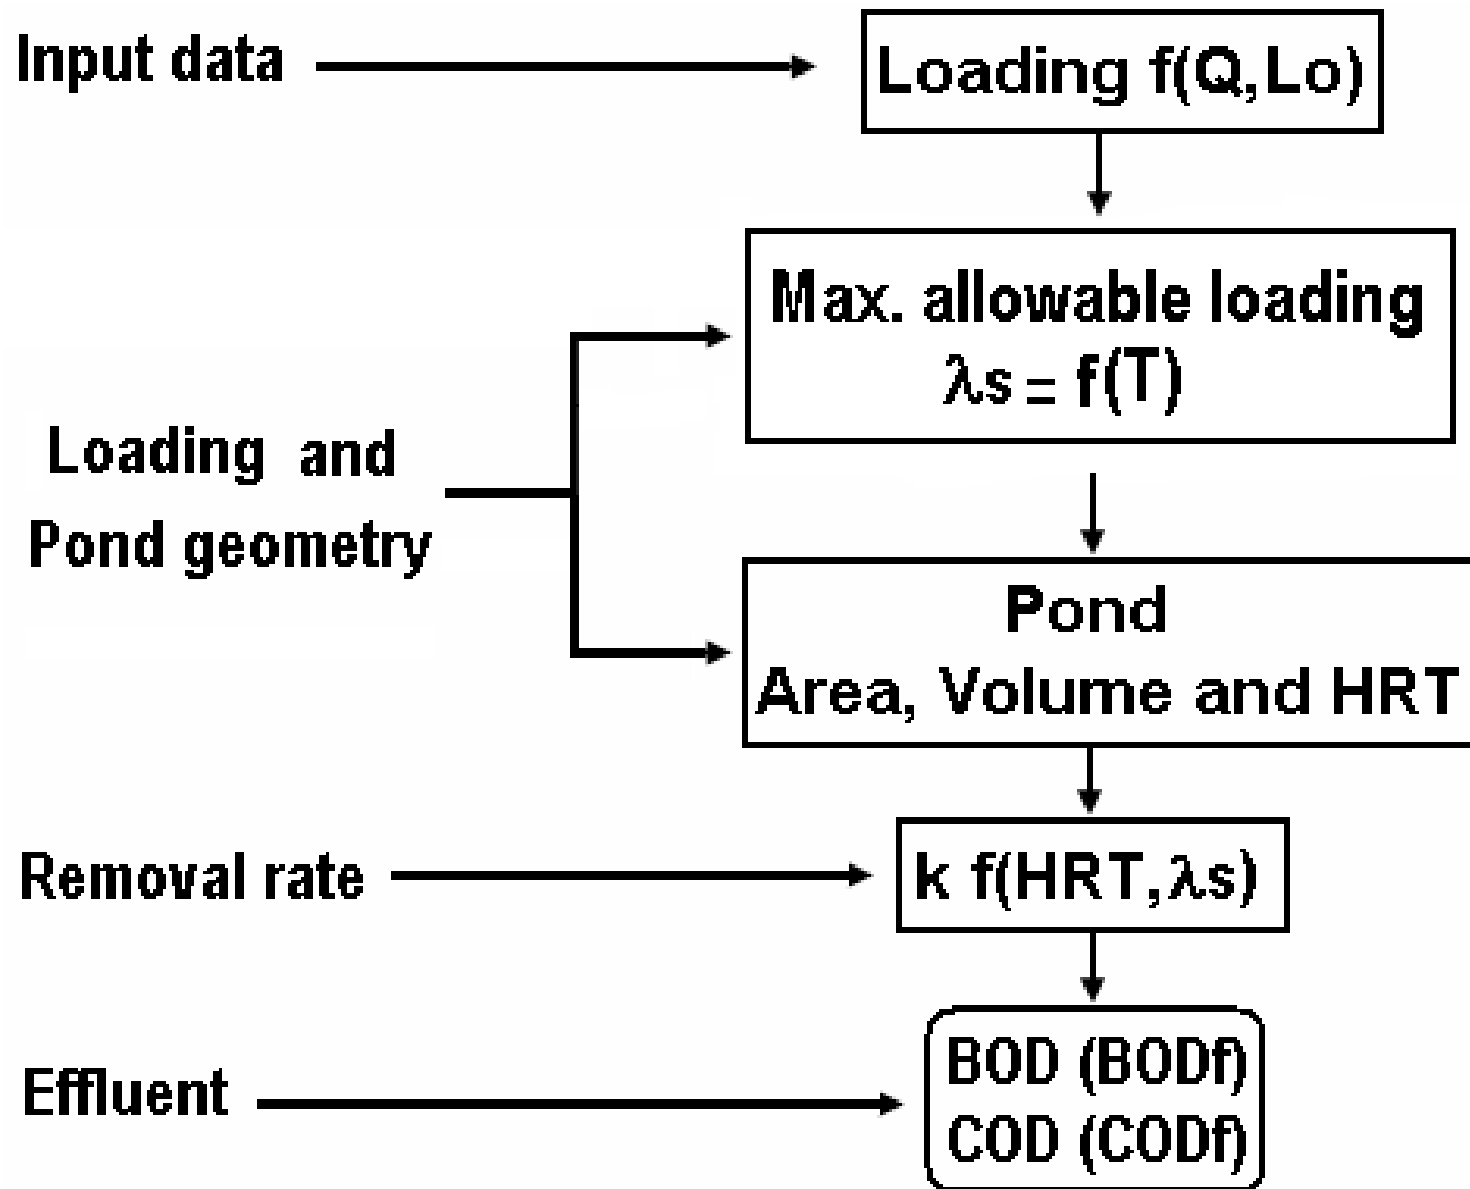 Input data
Loading f(Q,Lo)
Max. allowable loading
λs = f(T)
Loading and
Pond geometry
Pond
Area, Volume and HRT
Removal rate
k f(HRT,λs)
Effluent
BOD (BODf)
COD (CODf)